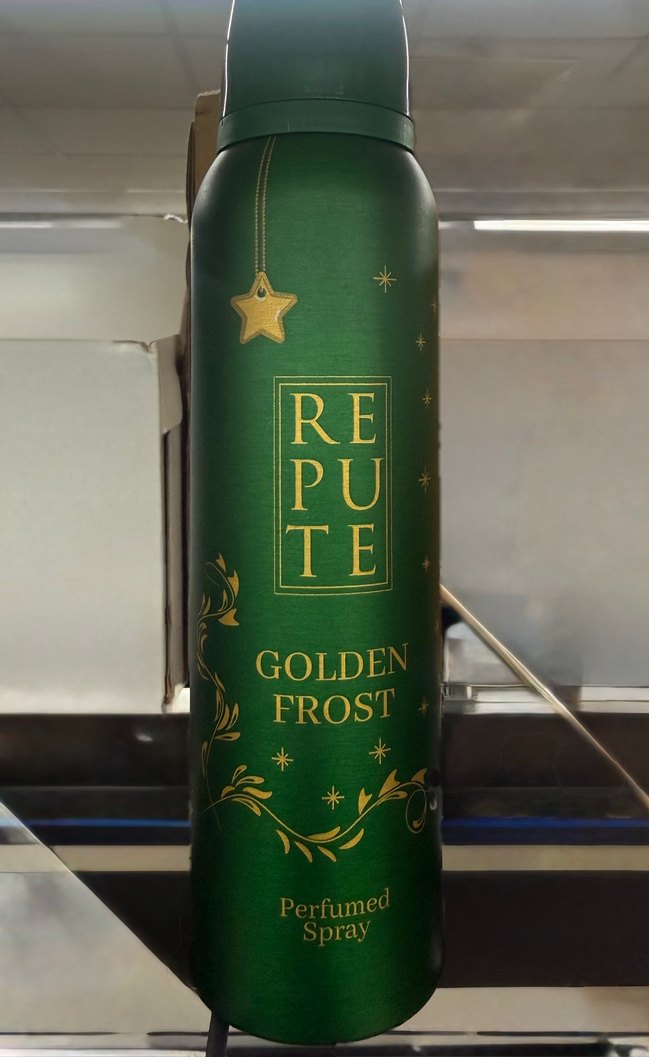 RE
PU
TE
GOLDEN
FROST
Perfumed
Spray